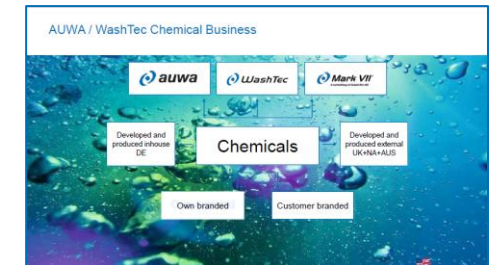 AUWA / WashTec Chemical Business
auwa
WashTec
Mark VII
Developed and
produced inhouse
DE
Chemicals
Developed and
produced external
UK+NA+AUS
Own branded
Customer branded